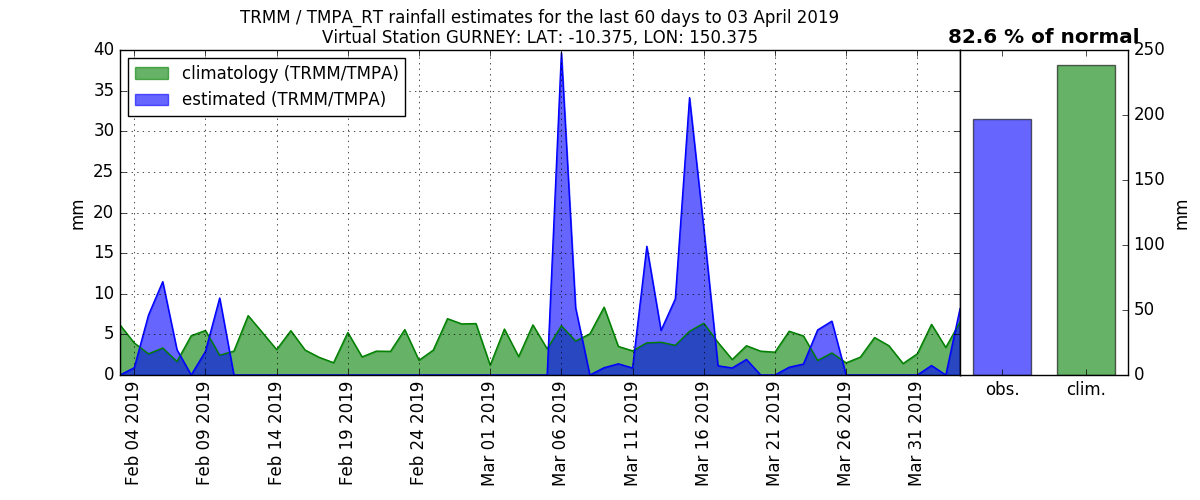 TRMM / TMPA_RT rainfall estimates for the last 60 days to 03 April 2019
Virtual Station GURNEY: LAT: -10.375, LON: 150.375
82.6 % of normal
climatology (TRMM/TMPA)
estimated (TRMM/TMPA)
mm
40
35
30
25
20
15
10
5
0
Feb 04 2019
Feb 09 2019
Feb 14 2019
Feb 19 2019
Feb 24 2019
Mar 01 2019
Mar 06 2019
Mar 11 2019
Mar 16 2019
Mar 21 2019
Mar 26 2019
Mar 31 2019
obs.
clim.
250
200
150
100
50
0
mm